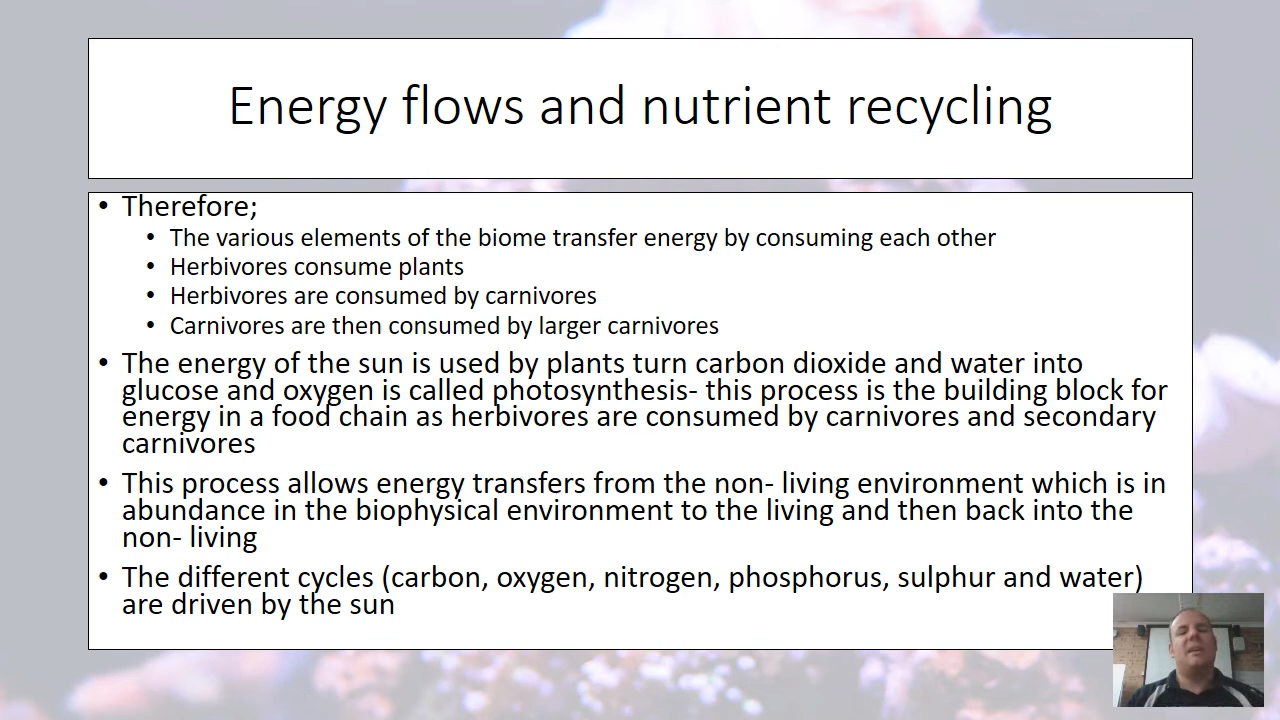 Energy flows and nutrient recycling
• Therefore;
• The various elements of the biome transfer energy by consuming each other
• Herbivores consume plants
• Herbivores are consumed by carnivores
• Carnivores are then consumed by larger carnivores
• The energy of the sun is used by plants turn carbon dioxide and water into
glucose and oxygen is called photosynthesis- this process is the building block for
energy in a food chain as herbivores are consumed by carnivores and secondary
carnivores
• This process allows energy transfers from the non- living environment which is in
abundance in the biophysical environment to the living and then back into the
non- living
• The different cycles (carbon, oxygen, nitrogen, phosphorus, sulphur and water)
are driven by the sun